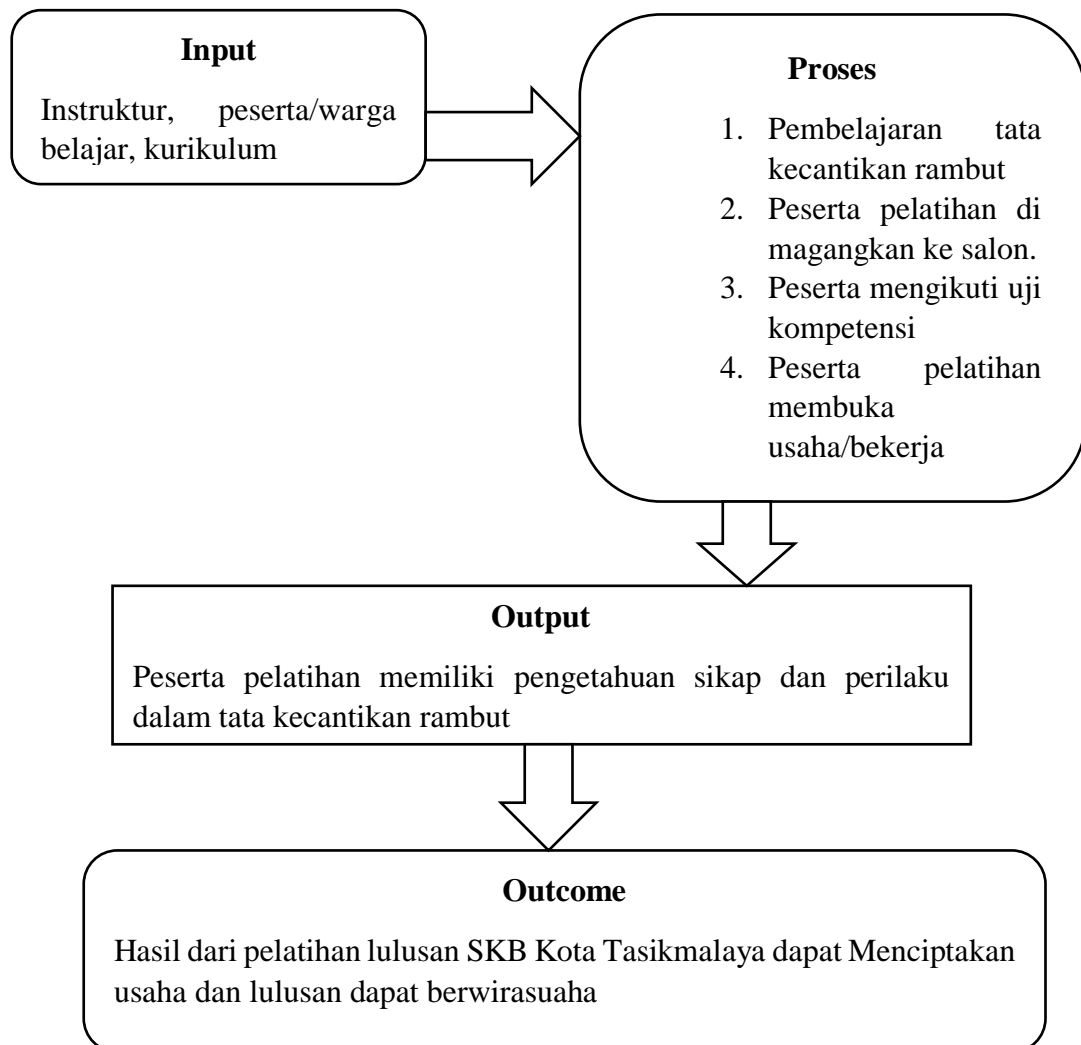 Input
Instruktur, peserta/warga
belajar, kurikulum
Proses
1. Pembelajaran tata
kecantikan rambut
2. Peserta pelatihan di
magangkan ke salon.
3. Peserta mengikuti uji
kompetensi
4. Peserta pelatihan
membuka
usaha/bekerja
Output
Peserta pelatihan memiliki pengetahuan sikap dan perilaku
dalam tata kecantikan rambut
Outcome
Hasil dari pelatihan lulusan SKB Kota Tasikmalaya dapat Menciptakan
usaha dan lulusan dapat berwirasuaha